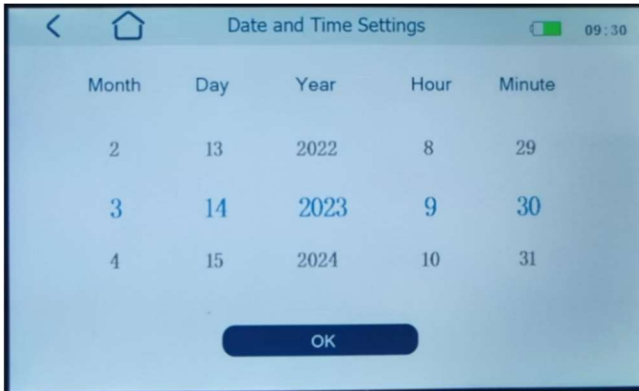 Date and Time Settings 09:30
Month Day Year Hour Minute
2 13 2022 8 29
3 14 2023 9 30
4 15 2024 10 31
OK